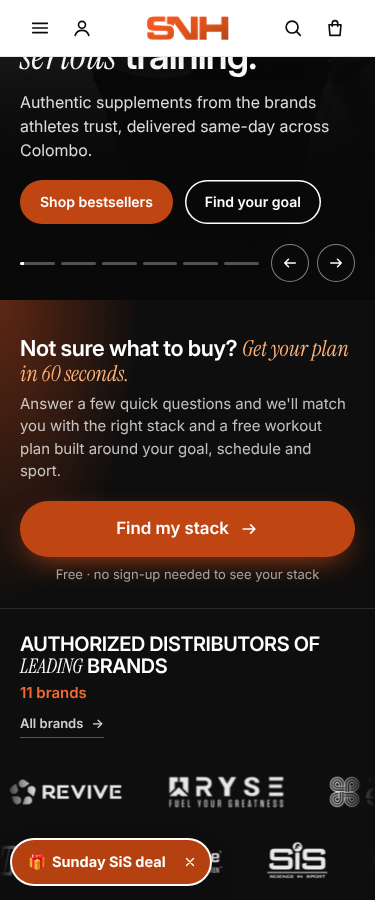 SNH
serious training.
Authentic supplements from the brands
athletes trust, delivered same-day across
Colombo.
Shop bestsellers
Find your goal
Not sure what to buy? Get your plan
in 60 seconds.
Answer a few quick questions and we'll match
you with the right stack and a free workout
plan built around your goal, schedule and
sport.
Find my stack →
Free · no sign-up needed to see your stack
AUTHORIZED DISTRIBUTORS OF
LEADING BRANDS
11 brands
All brands →
REVIVE
RYSE
FUEL YOUR GREATNESS
🎁 Sunday SiS deal ×
SiS
SCIENCE IN SPORT